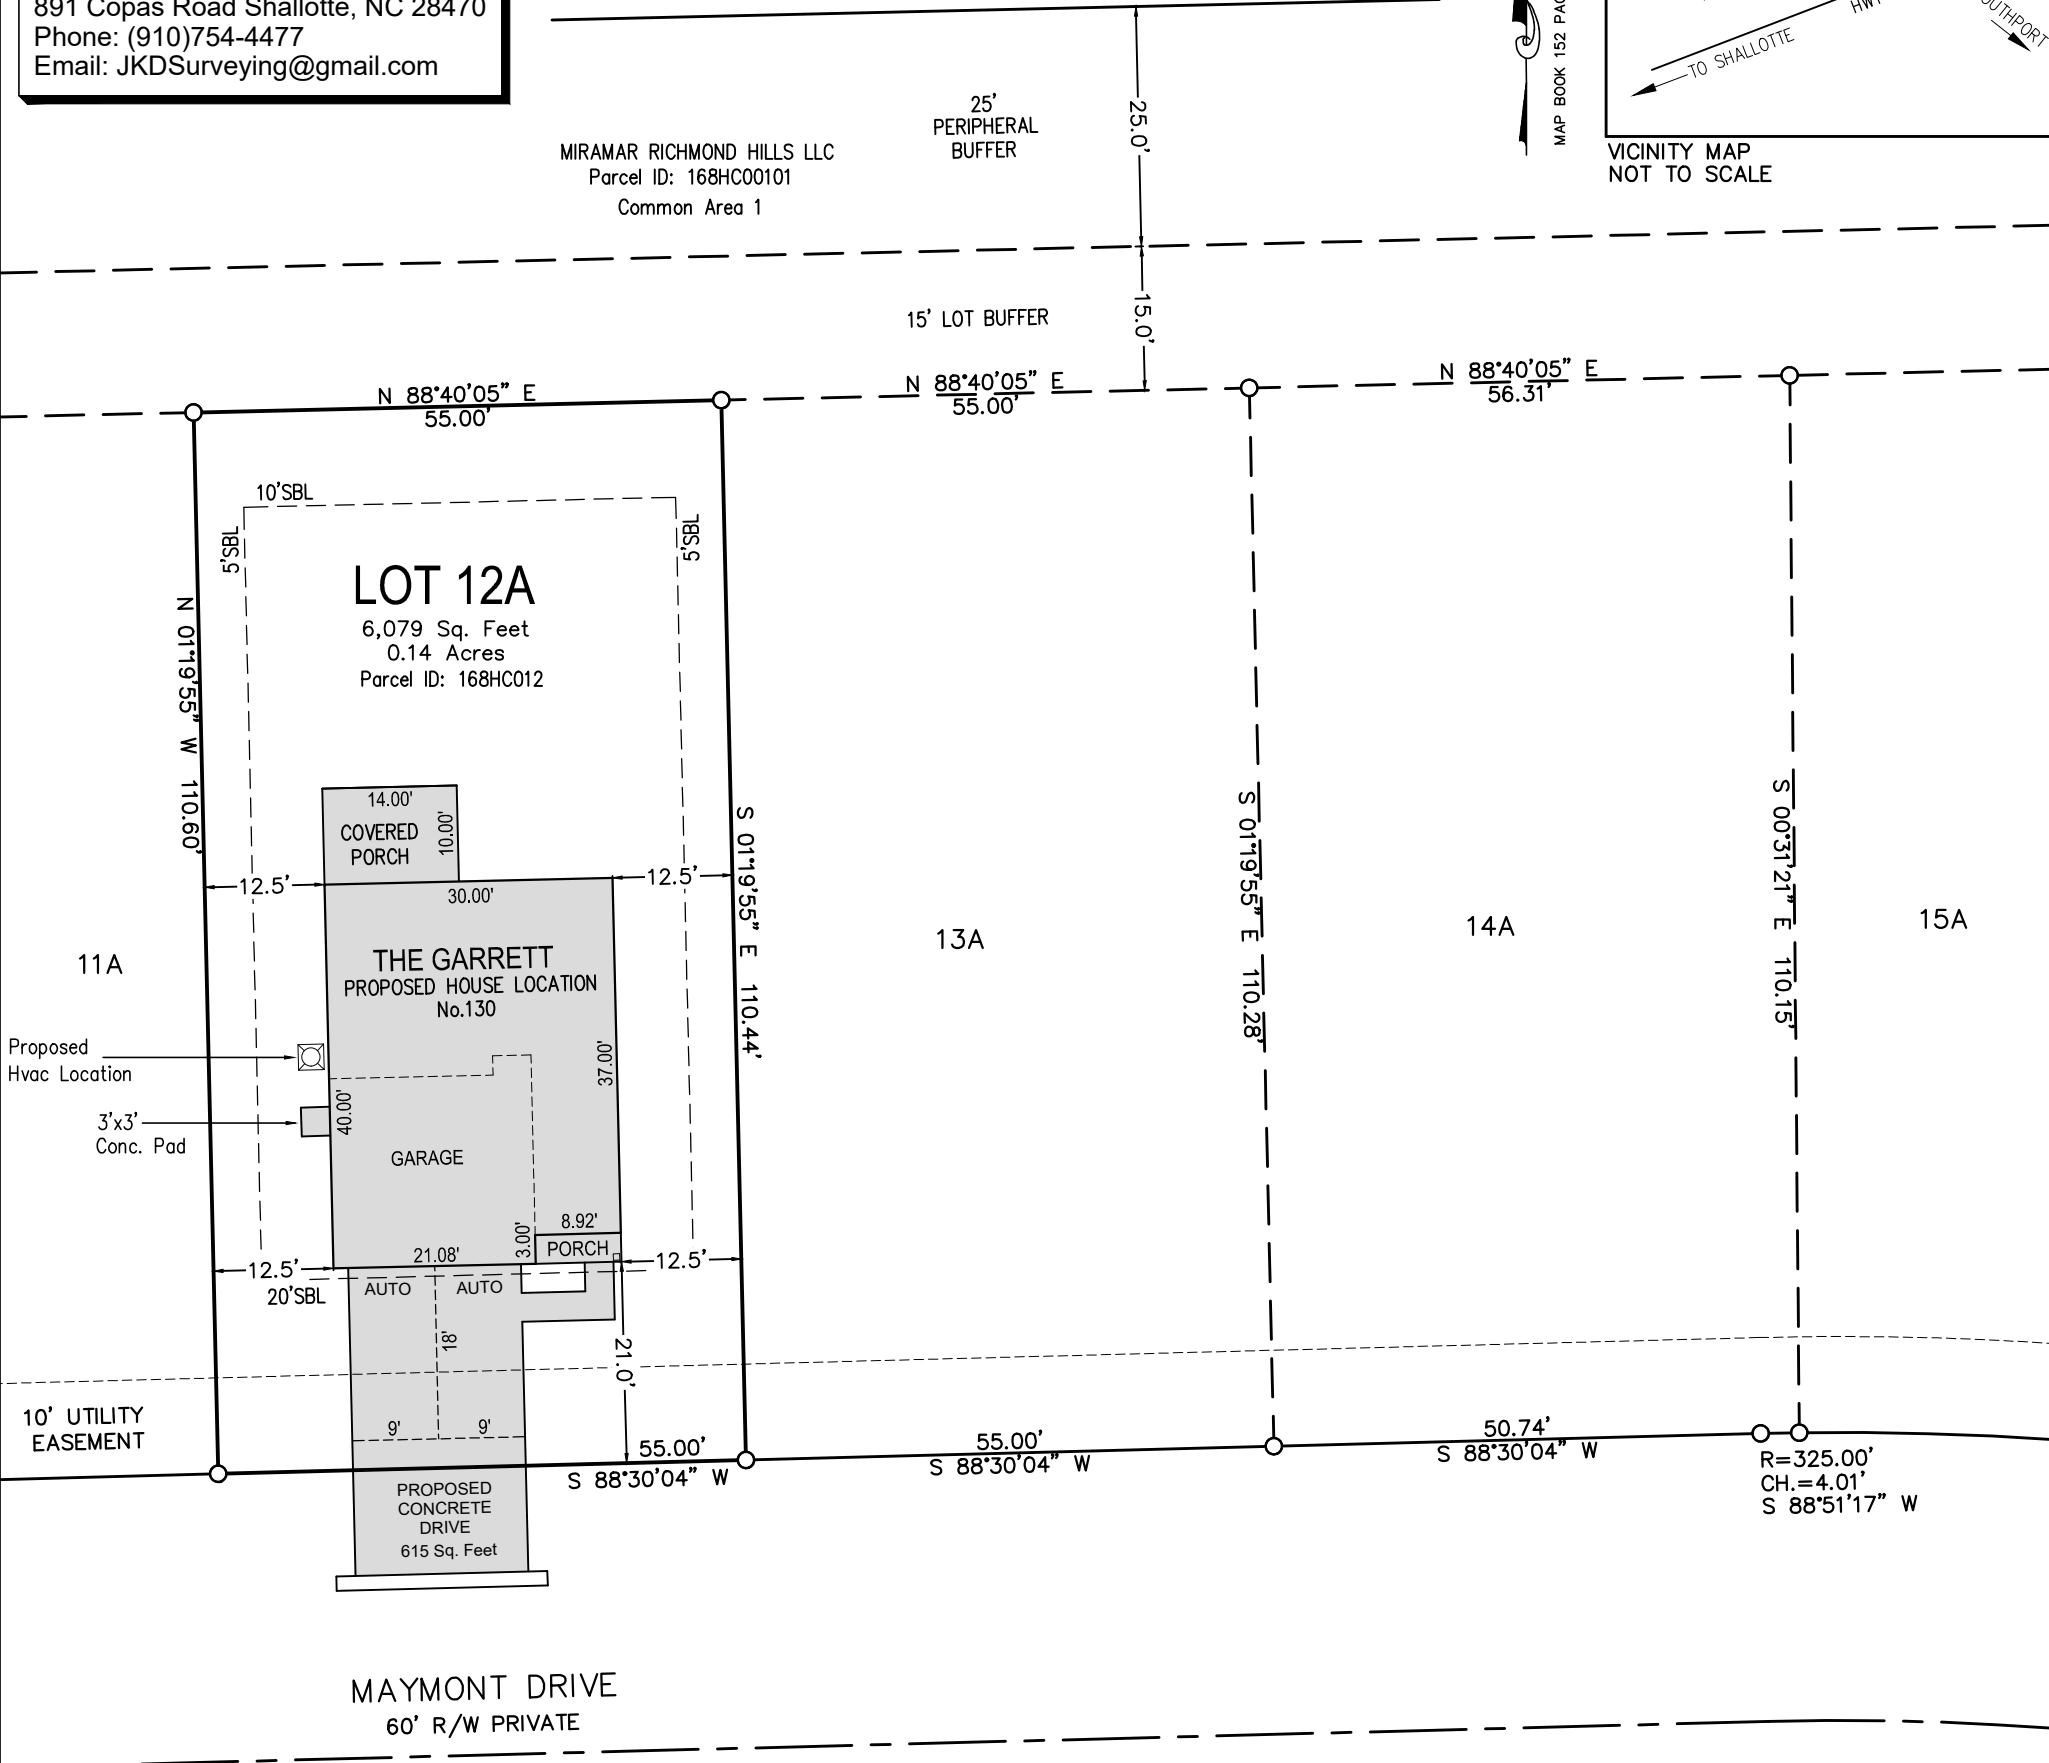 891 Copas Road Shallotte, NC 28470
Phone: (910)754-4477
Email: JKDSurveying@gmail.com
MIRAMAR RICHMOND HILLS LLC
Parcel ID: 168HC00101
Common Area 1
25'
PERIPHERAL
BUFFER
25.0'
MAP BOOK 152
TO SHALLOTTE
VICINITY MAP
NOT TO SCALE
15' LOT BUFFER
15.0'
N 88°40'05" E
55.00'
N 88°40'05" E
55.00'
N 88°40'05" E
56.31'
10'SBL
5'SBL
5'SBL
LOT 12A
6,079 Sq. Feet
0.14 Acres
Parcel ID: 168HC012
N 01°19'55" W 110.60'
14.00'
COVERED
PORCH
10.00'
12.5'
12.5'
30.00'
THE GARRETT
PROPOSED HOUSE LOCATION
No.130
S 01°19'55" E 110.44'
S 01°19'55" E 110.28'
S 00°31'21" E 110.15'
11A
13A
14A
15A
Proposed
Hvac Location
3'x3'
Conc. Pad
40.00'
37.00'
GARAGE
8.92'
3.00'
PORCH
21.08'
12.5'
12.5'
20'SBL
AUTO
AUTO
18'
21.0'
9'
9'
10' UTILITY
EASEMENT
55.00'
S 88°30'04" W
55.00'
S 88°30'04" W
50.74'
S 88°30'04" W
R=325.00'
CH.=4.01'
S 88°51'17" W
PROPOSED
CONCRETE
DRIVE
615 Sq. Feet
MAYMONT DRIVE
60' R/W PRIVATE